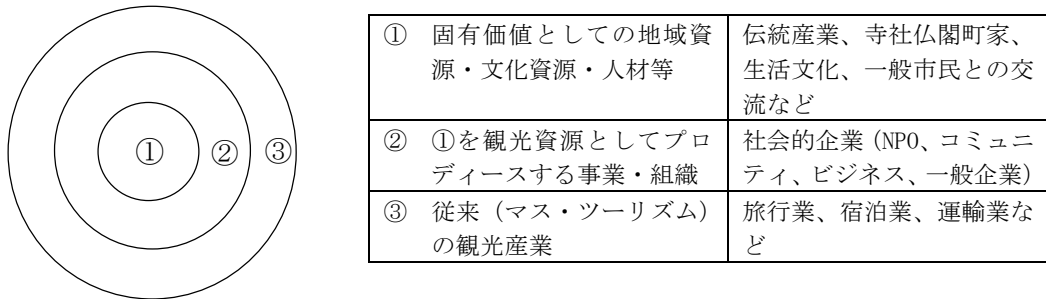 ① ② ③
① 固有価値としての地域資
源・文化資源・人材等
伝統産業、寺社仏閣町家、
生活文化、一般市民との交
流など
② ①を観光資源としてプロ
ディースする事業・組織
社会的企業（NPO、コミュニ
ティ、ビジネス、一般企業）
③ 従来（マス・ツーリズム）
の観光産業
旅行業、宿泊業、運輸業な
ど